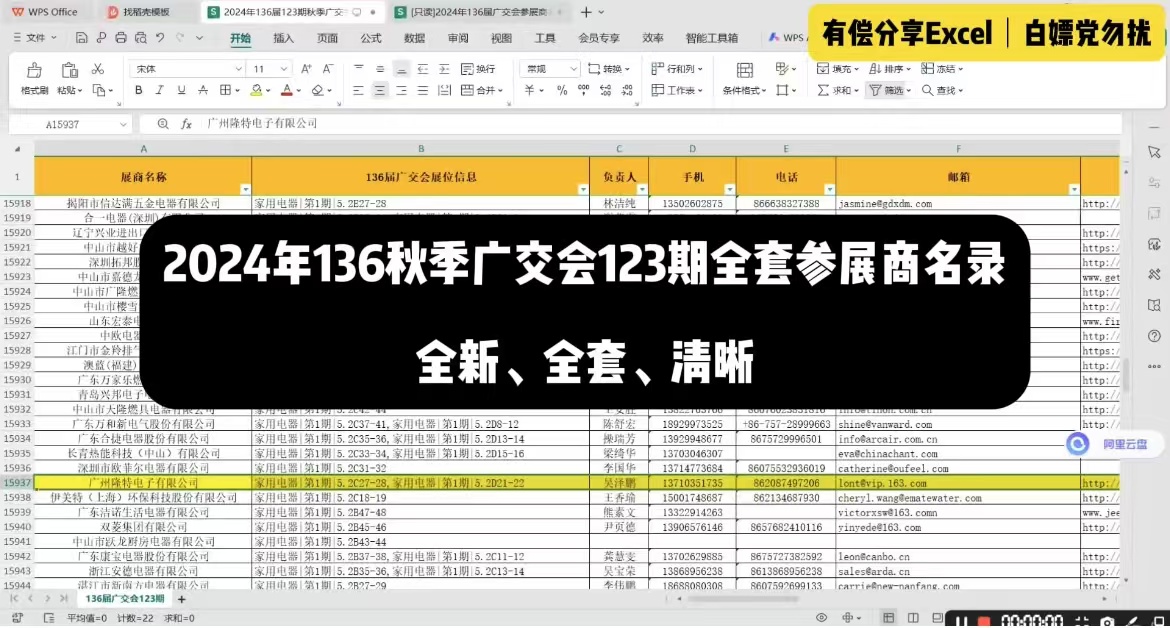 WPS Office
找稻壳模板
2024年136届123期秋季广交
[只读]2024年136届广交会参展商
有偿分享Excel｜白嫖党勿扰
文件 开始 插入 页面 公式 数据 审阅 视图 工具 会员专享 效率 智能工具箱 WPS
格式刷 粘贴 宋体 11 换行 合并 常规 转换 行和列 工作表 条件格式 填充 排序 冻结 求和 筛选 查找
A15937 fx 广州隆特电子有限公司
A B C D E F
1 展商名称 136届广交会展位信息 负责人 手机 电话 邮箱
15918 揭阳市信达满五金电器有限公司 家用电器|第1期|5.2E27-28 林洁纯 13502602875 866638327388 jasmine@gdxdm.com http:/
15919 合一电器(深圳)有限公司
15920 辽宁兴业进出口 http:/
15921 中山市越好 https:
15922 深圳拓邦股 http:/
15923 中山市嘉德 www.get
15924 中山市广隆燃 http:/
15925 中山市樱雪 http:/
15926 山东宏泰电 www.fir
15927 中欧电器 http:/
15928 江门市金羚排气 https:
15929 澳蓝(福建) https:
15930 广东万家乐燃 http:/
15931 青岛兴邦电子电 http:/
15932 中山市大隆燃具电器有限公司 http:/
15933 广东万和新电气股份有限公司 家用电器|第1期|5.2C37-41,家用电器|第1期|5.2D8-12 陈舒宏 18929973525 +86-757-28999663 shine@vanward.com http:/
15934 广东合捷电器股份有限公司 家用电器|第1期|5.2C35-36,家用电器|第1期|5.2D13-14 操瑞芳 13929948677 8675729996501 info@arcair.com.cn
15935 长青热能科技（中山）有限公司 家用电器|第1期|5.2C33-34,家用电器|第1期|5.2D15-16 梁绮华 13703046307 eva@chinachant.com
15936 深圳市欧菲尔电器有限公司 家用电器|第1期|5.2C31-32 李国华 13714773684 86075532936019 catherine@oufeel.com
15937 广州隆特电子有限公司 家用电器|第1期|5.2C27-28,家用电器|第1期|5.2D21-22 吴泽鹏 13710351735 862087497206 lont@vip.163.com http:/
15938 伊美特（上海）环保科技股份有限公司 家用电器|第1期|5.2C18-19 王香瑜 15001748687 862134687930 cheryl.wang@ematewater.com http:/
15939 广东洁诺生活电器有限公司 家用电器|第1期|5.2B47-48 熊素文 13322914263 victorxsw@163.comn www.jee
15940 双菱集团有限公司 家用电器|第1期|5.2B45-46 尹页德 13906576146 8657682410116 yinyede@163.com http:/
15941 中山市跃龙厨房电器有限公司 家用电器|第1期|5.2B43-44
15942 广东康宝电器股份有限公司 家用电器|第1期|5.2B37-38,家用电器|第1期|5.2C11-12 龚慧雯 13702629885 8675727382592 leon@canbo.cn http:/
15943 浙江安德电器有限公司 家用电器|第1期|5.2B35-36,家用电器|第1期|5.2C13-14 吴宝荣 13868956238 8613868956238 sales@arda.cn http:/
15944 湛江市新南方电器有限公司 家用电器|第1期|5.2B27-29 李伟鹏 18688080308 8607592699133 carrie@new-nanfang.com http:/
2024年136秋季广交会123期全套参展商名录
全新、全套、清晰
阿里云盘
136届广交会123期
平均值=0 计数=22 求和=0
00:00:00